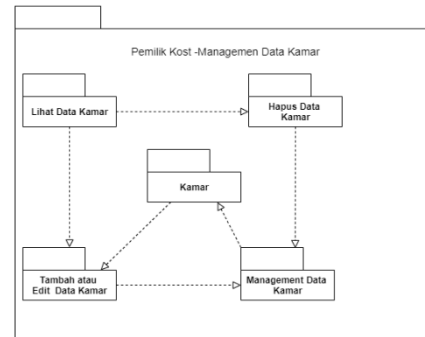 Pemilik Kost -Managemen Data Kamar
Lihat Data Kamar
Hapus Data
Kamar
Kamar
Tambah atau
Edit Data Kamar
Management Data
Kamar